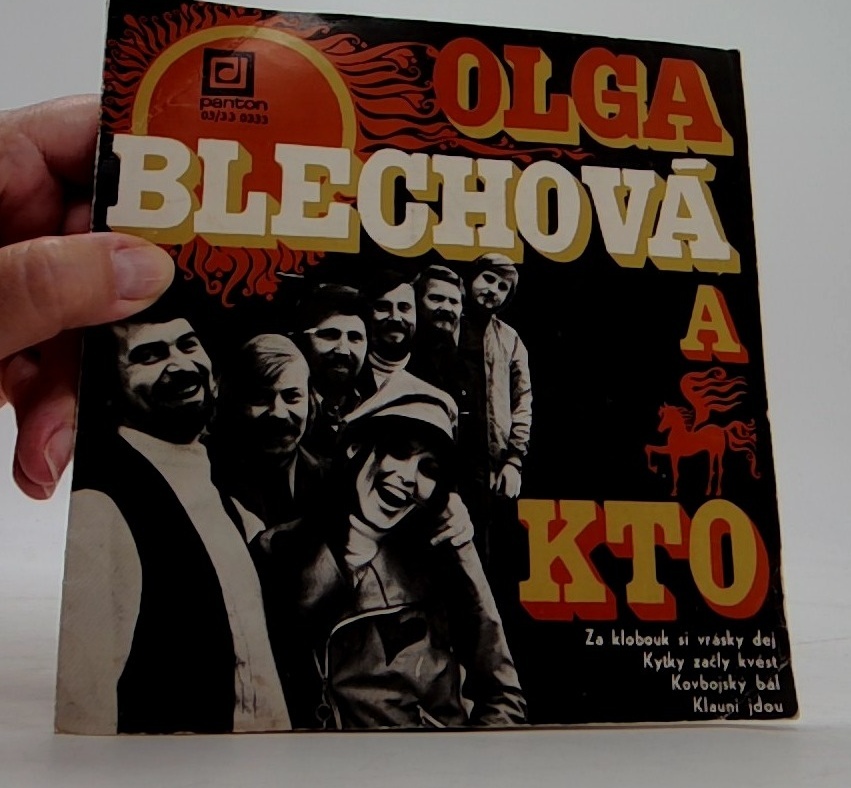 panton
03/33 0333
OLGA
BLECHOVÁ
A
KTO
Za klobouk si vrásky dej
Kytky začly kvést
Kovbojský bál
Klauni jdou